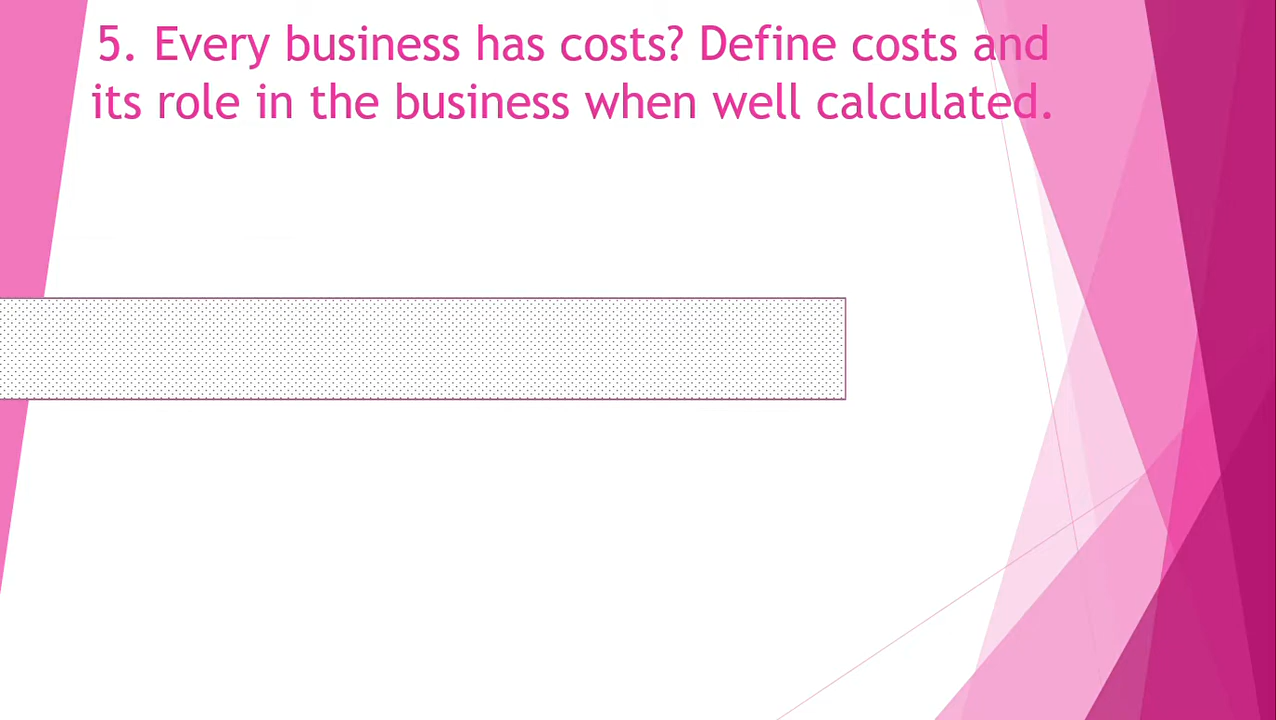 5. Every business has costs? Define costs and
its role in the business when well calculated.